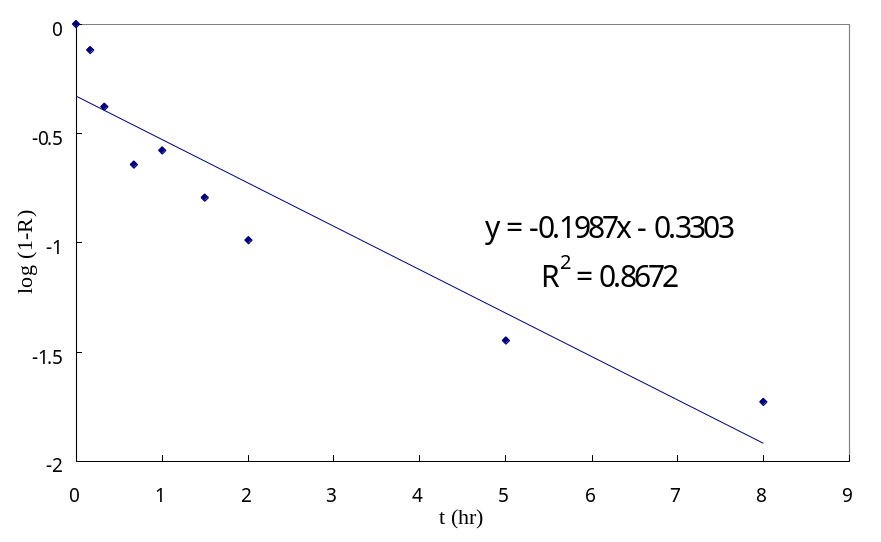 0
-0.5
-1
-1.5
-2
log (1-R)
y = -0.1987x - 0.3303
R² = 0.8672
0 1 2 3 4 5 6 7 8 9
t (hr)